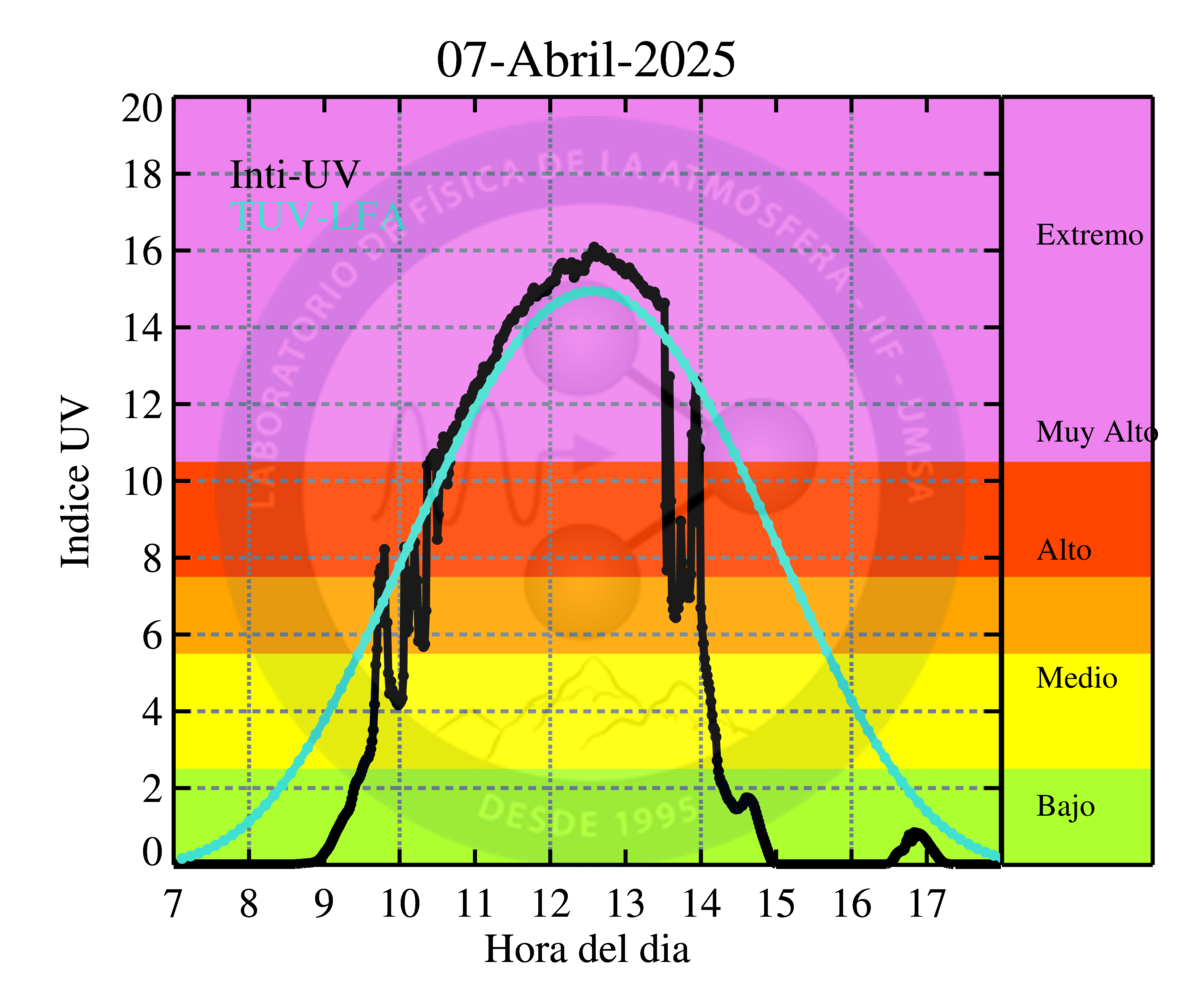 07-Abril-2025
20
18
16
14
12
10
8
6
4
2
0
Indice UV
Inti-UV
TUV-LFA
LABORATORIO DE FÍSICA DE LA ATMÓSFERA - IIF - UMSA
DESDE 1995
Extremo
Muy Alto
Alto
Medio
Bajo
7 8 9 10 11 12 13 14 15 16 17
Hora del dia